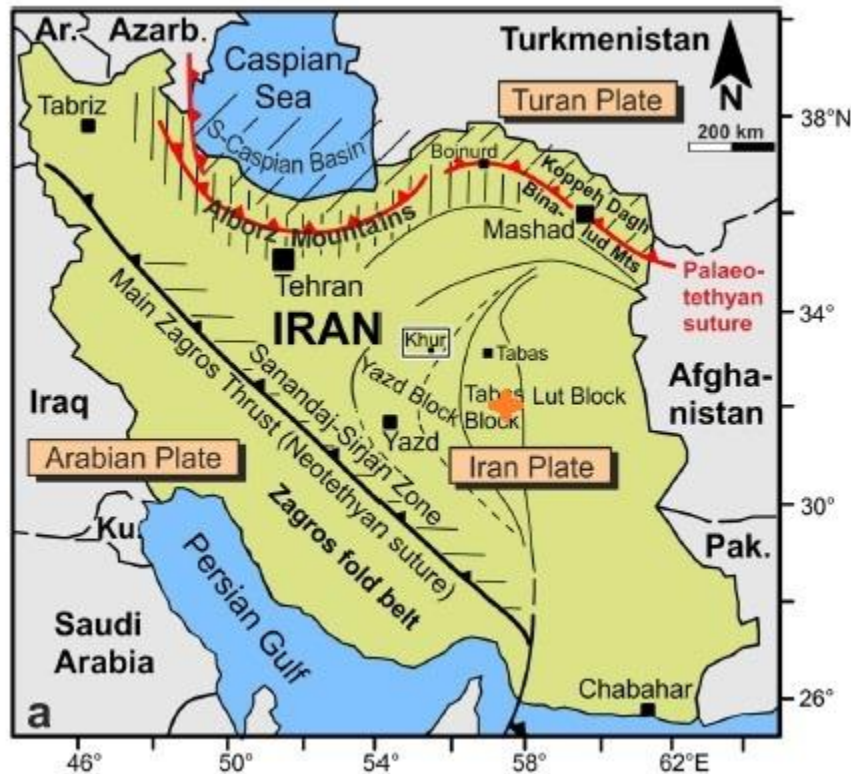 Ar.
Azarb.
Turkmenistan
Caspian
Sea
Turan Plate
N
200 km
38°N
Tabriz
S-Caspian Basin
Bojnurd
Koppeh Dagh
Bina-
lud Mts
Alborz
Mountains
Mashad
Tehran
Palaeo-
tethyan
suture
34°
IRAN
Khur
Tabas
Main Zagros Thrust (Neotethyan suture)
Sanandaj-Sirjan Zone
Yazd Block
Tabas
Block
Lut Block
Afgha-
nistan
Iraq
Yazd
Arabian Plate
Iran Plate
Zagros fold belt
30°
Ku.
Pak.
Persian Gulf
Saudi
Arabia
Chabahar
26°
a
46°
50°
54°
58°
62°E